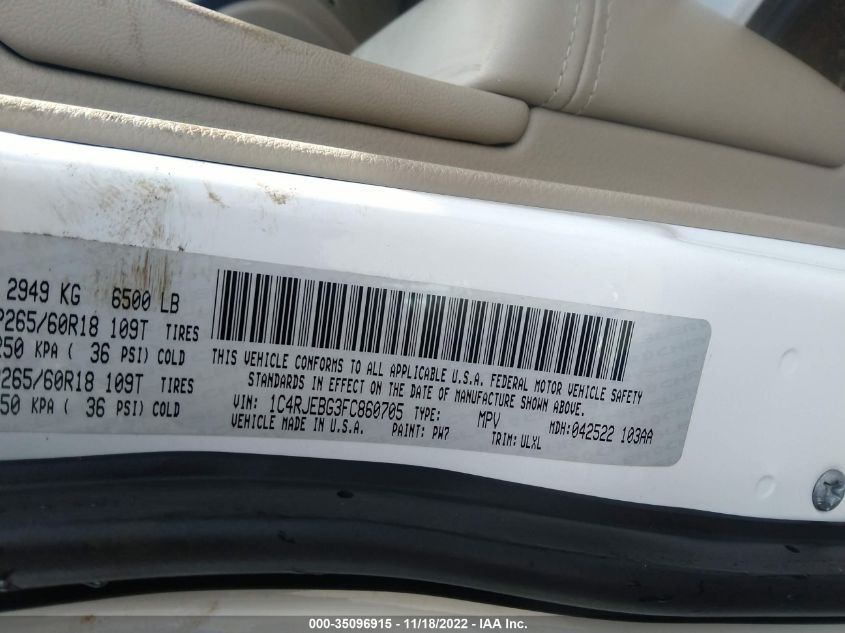 2949 KG 6500 LB
P265/60R18 109T TIRES
250 KPA ( 36 PSI) COLD
P265/60R18 109T TIRES
250 KPA ( 36 PSI) COLD
THIS VEHICLE CONFORMS TO ALL APPLICABLE U.S.A. FEDERAL MOTOR VEHICLE SAFETY
STANDARDS IN EFFECT ON THE DATE OF MANUFACTURE SHOWN ABOVE.
VIN: 1C4RJEBG3FC860705 TYPE: MPV MDH:042522 103AA
VEHICLE MADE IN U.S.A. PAINT: PW7 TRIM: ULXL
000-35096915 - 11/18/2022 - IAA Inc.